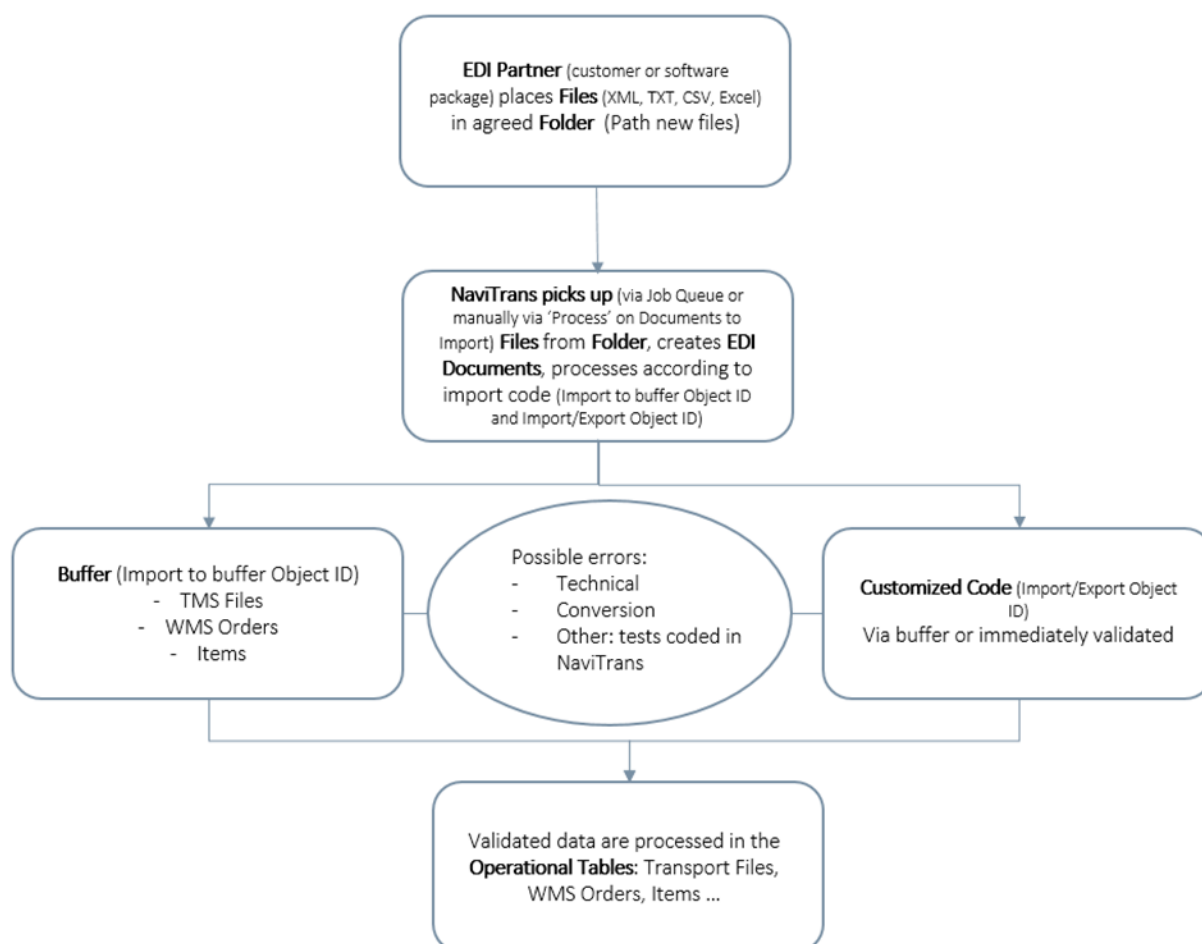 EDI Partner (customer or software
package) places Files (XML, TXT, CSV, Excel)
in agreed Folder (Path new files)
NaviTrans picks up (via Job Queue or
manually via ‘Process’ on Documents to
Import) Files from Folder, creates EDI
Documents, processes according to
import code (Import to buffer Object ID
and Import/Export Object ID)
Buffer (Import to buffer Object ID)
- TMS Files
- WMS Orders
- Items
Possible errors:
- Technical
- Conversion
- Other: tests coded in
NaviTrans
Customized Code (Import/Export Object
ID)
Via buffer or immediately validated
Validated data are processed in the
Operational Tables: Transport Files,
WMS Orders, Items ...